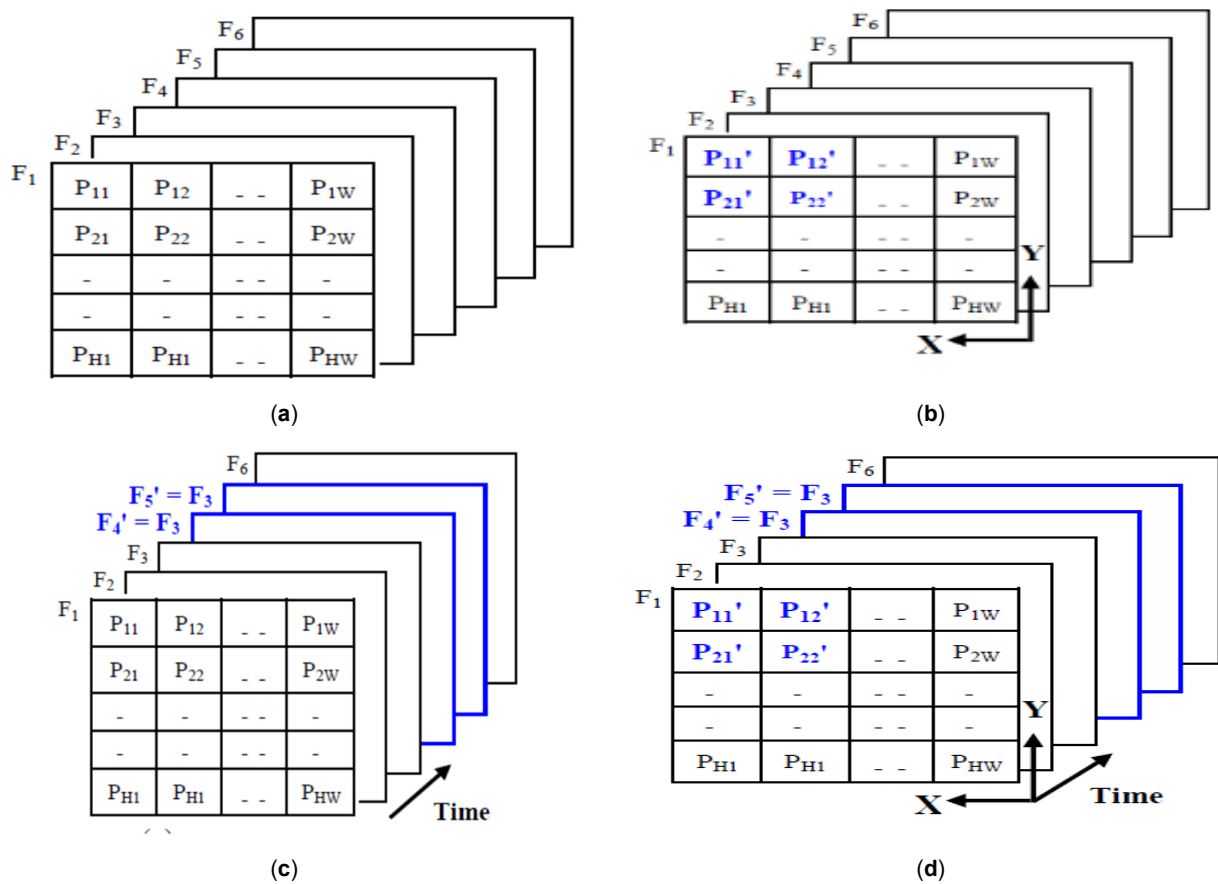 F6
F5
F4
F3
F2
F1
P11 P12 - - P1W
P21 P22 - - P2W
- - - - -
- - - - -
PH1 PH1 - - PHW
(a)
F6
F5
F4
F3
F2
F1
P11' P12' - - P1W
P21' P22' - - P2W
- - - - -
- - - - -
Y
PH1 PH1 - - PHW
X
(b)
F6
F5' = F3
F4' = F3
F3
F2
F1
P11 P12 - - P1W
P21 P22 - - P2W
- - - - -
- - - - -
PH1 PH1 - - PHW
Time
(c)
F6
F5' = F3
F4' = F3
F3
F2
F1
P11' P12' - - P1W
P21' P22' - - P2W
- - - - -
- - - - -
Y
PH1 PH1 - - PHW
X Time
(d)